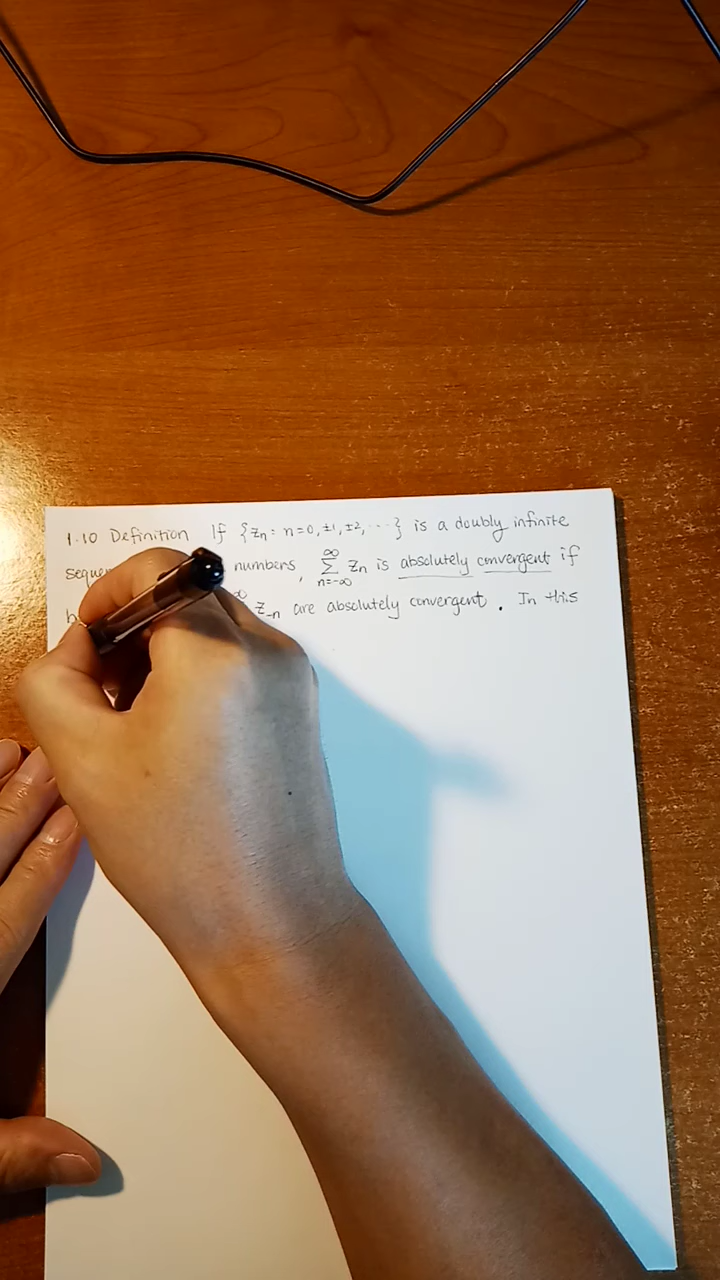 1.10 Definition If {zₙ : n=0, ±1, ±2, ...} is a doubly infinite
numbers, ∑_{n=-∞}^{∞} zₙ is absolutely convergent if
∞ z₋ₙ are absolutely convergent. In this